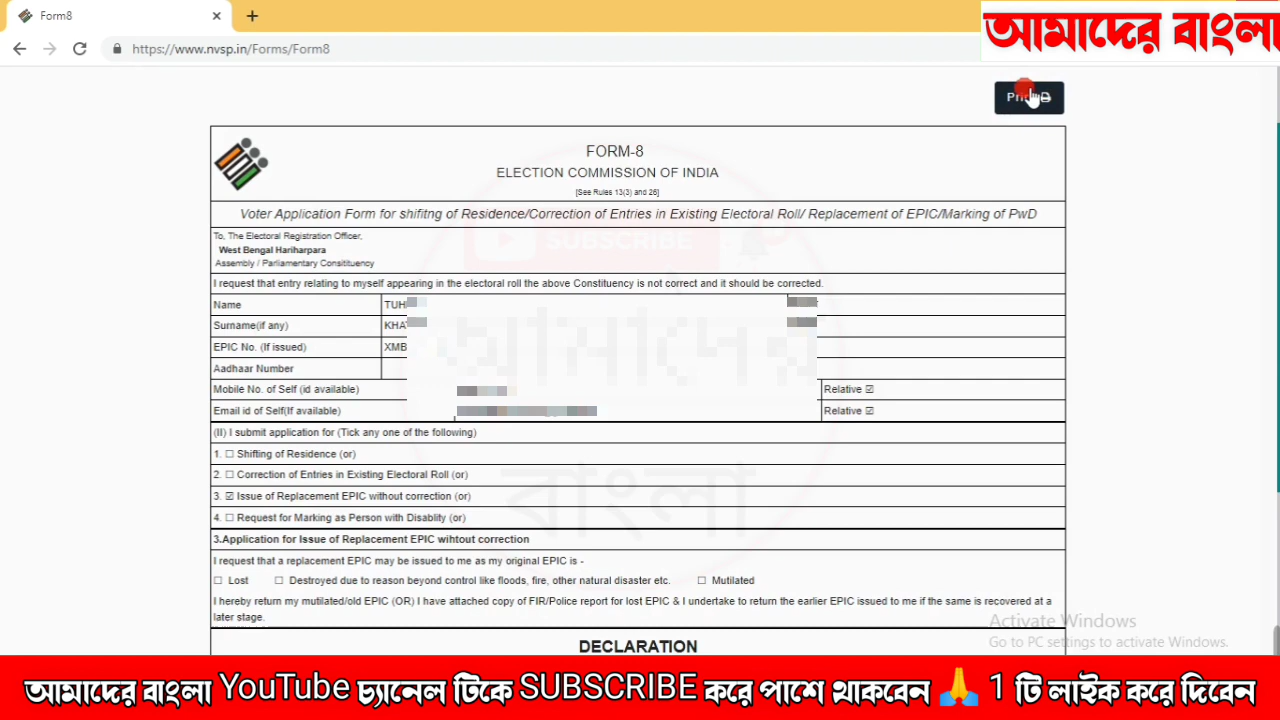 Form8
https://www.nvsp.in/Forms/Form8
আমাদের বাংলা
FORM-8
ELECTION COMMISSION OF INDIA
[See Rules 13(3) and 26]
Voter Application Form for shifitng of Residence/Correction of Entries in Existing Electoral Roll/ Replacement of EPIC/Marking of PwD
To, The Electoral Registration Officer,
West Bengal Hariharpara
Assembly / Parliamentary Consitituency
I request that entry relating to myself appearing in the electoral roll the above Constituency is not correct and it should be corrected.
Name TUH
Surname(if any) KHA
EPIC No. (If issued) XMB
Aadhaar Number
Mobile No. of Self (id available) Relative ☑
Email id of Self(If available) Relative ☑
(II) I submit application for (Tick any one of the following)
1. ☐ Shifting of Residence (or)
2. ☐ Correction of Entries in Existing Electoral Roll (or)
3. ☑ Issue of Replacement EPIC without correction (or)
4. ☐ Request for Marking as Person with Disablity (or)
3.Application for Issue of Replacement EPIC wihtout correction
I request that a replacement EPIC may be issued to me as my original EPIC is -
☐ Lost ☐ Destroyed due to reason beyond control like floods, fire, other natural disaster etc. ☐ Mutilated
I hereby return my mutilated/old EPIC (OR) I have attached copy of FIR/Police report for lost EPIC & I undertake to return the earlier EPIC issued to me if the same is recovered at a
later stage.
DECLARATION
SUBSCRIBE
আমাদের
বাংলা
Activate Windows
Go to PC settings to activate Windows.
আমাদের বাংলা YouTube চ্যানেল টিকে SUBSCRIBE করে পাশে থাকবেন 🙏 1 টি লাইক করে দিবেন